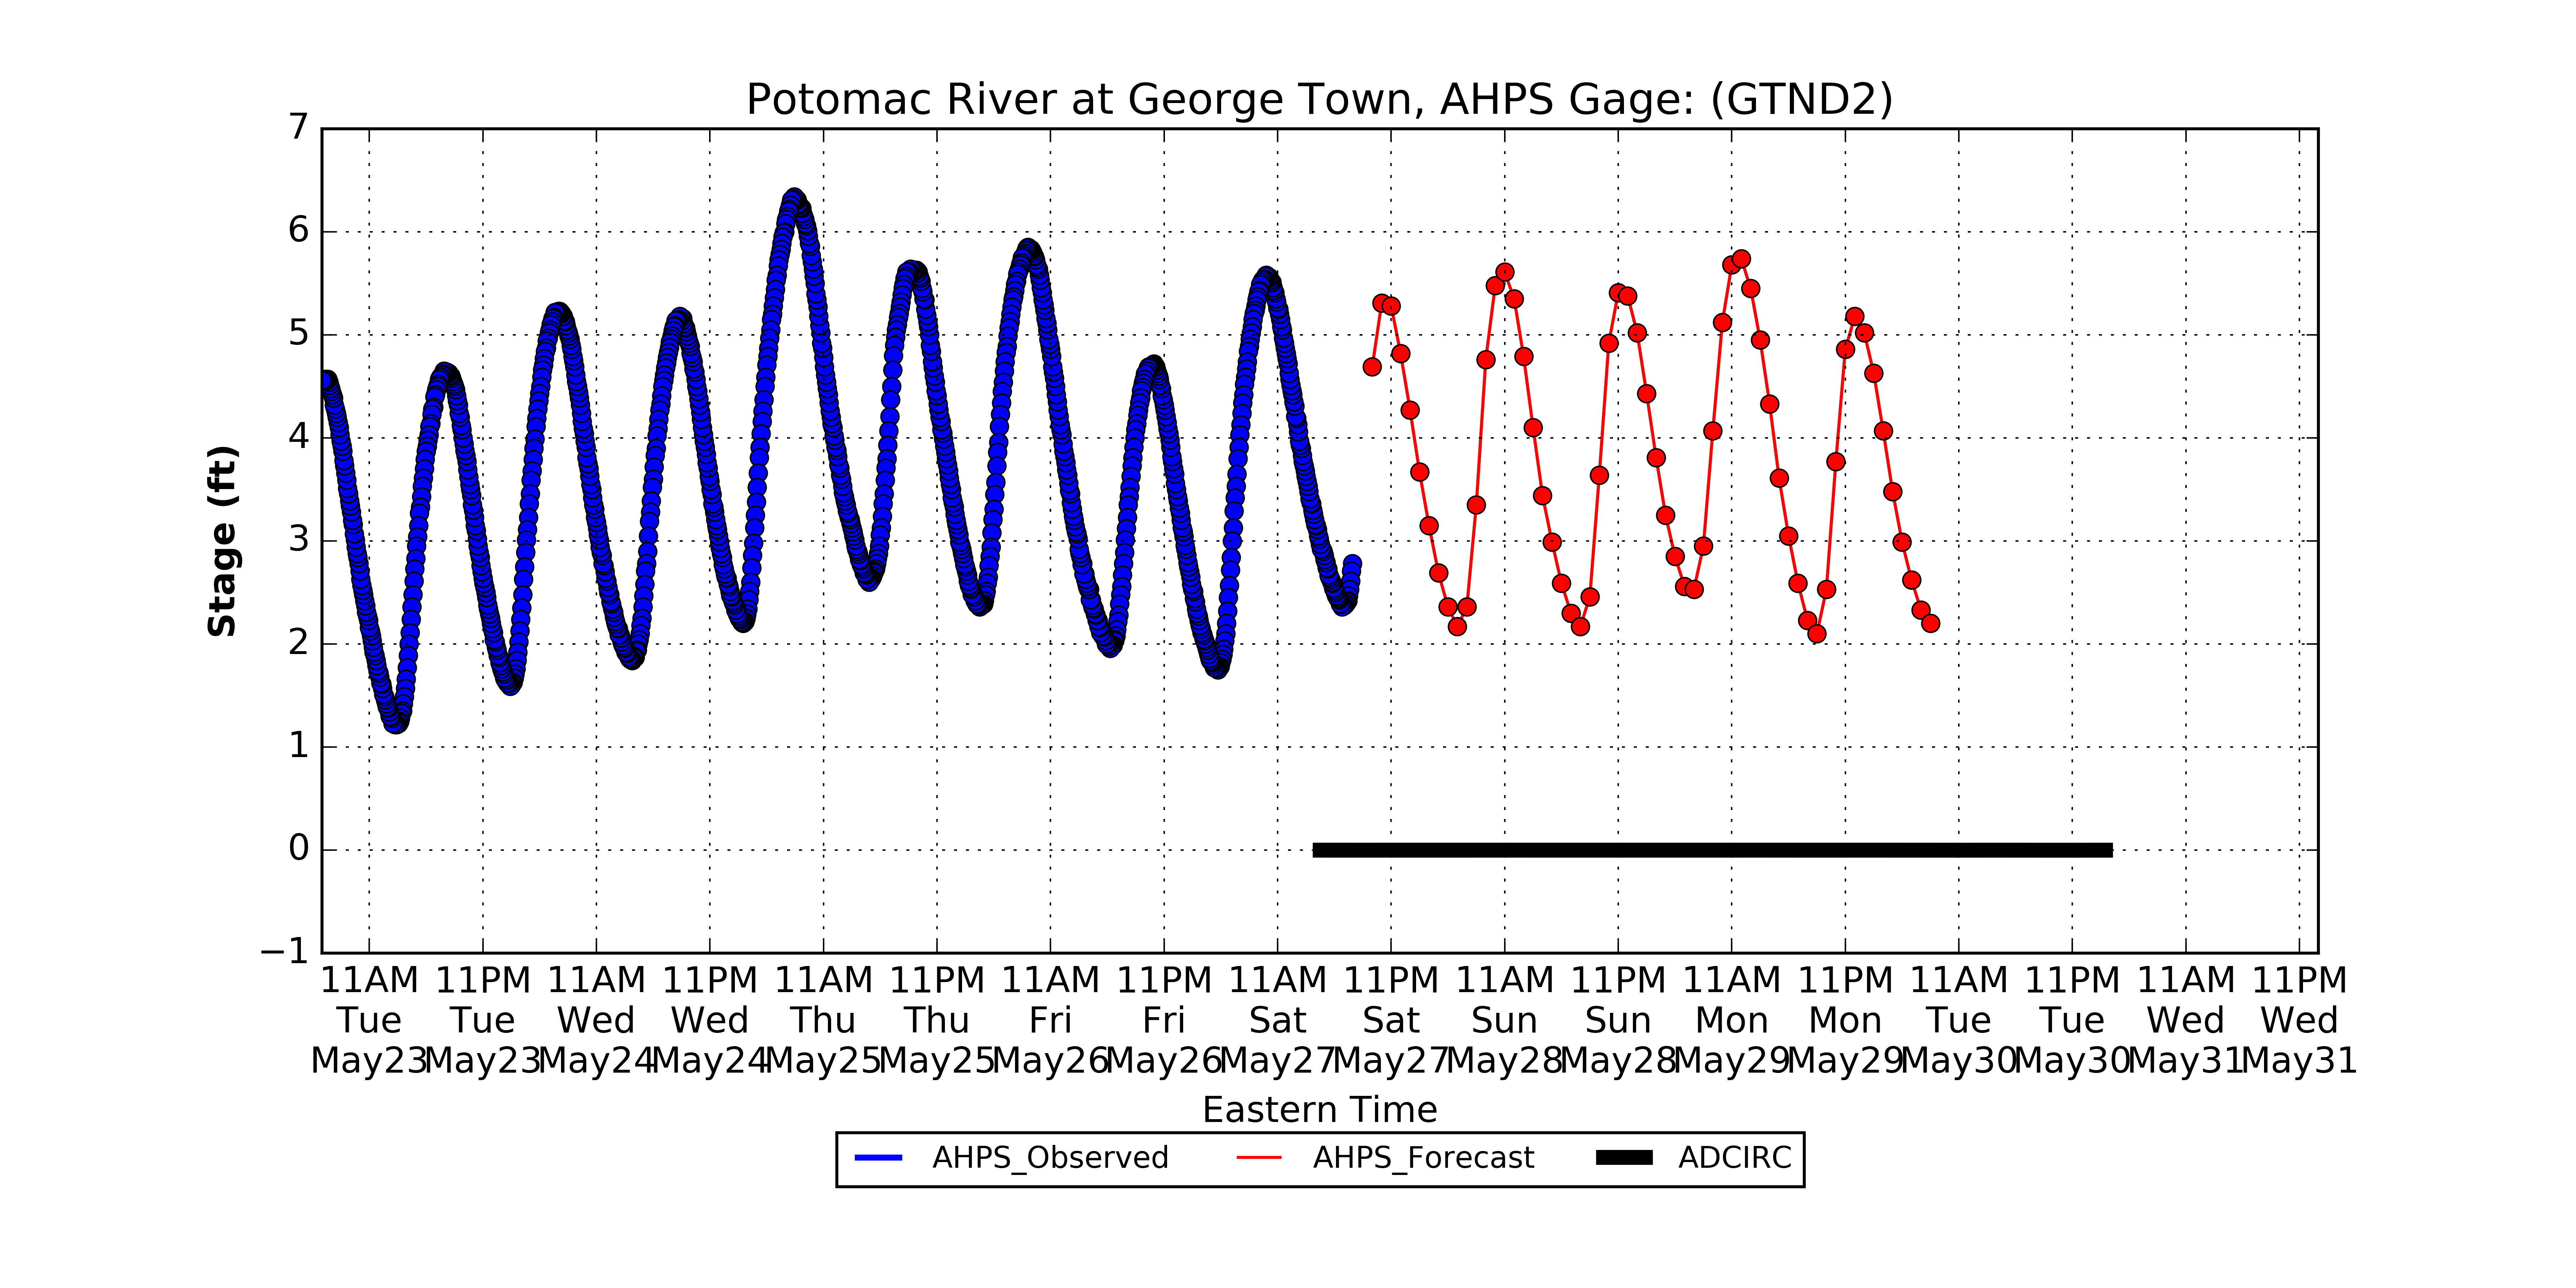 Potomac River at George Town, AHPS Gage: (GTND2)
7
6
5
4
3
2
1
0
−1
Stage (ft)
11AM 11PM 11AM 11PM 11AM 11PM 11AM 11PM 11AM 11PM 11AM 11PM 11AM 11PM 11AM 11PM 11AM 11PM
Tue Tue Wed Wed Thu Thu Fri Fri Sat Sat Sun Sun Mon Mon Tue Tue Wed Wed
May23 May23 May24 May24 May25 May25 May26 May26 May27 May27 May28 May28 May29 May29 May30 May30 May31 May31
Eastern Time
AHPS_Observed AHPS_Forecast ADCIRC